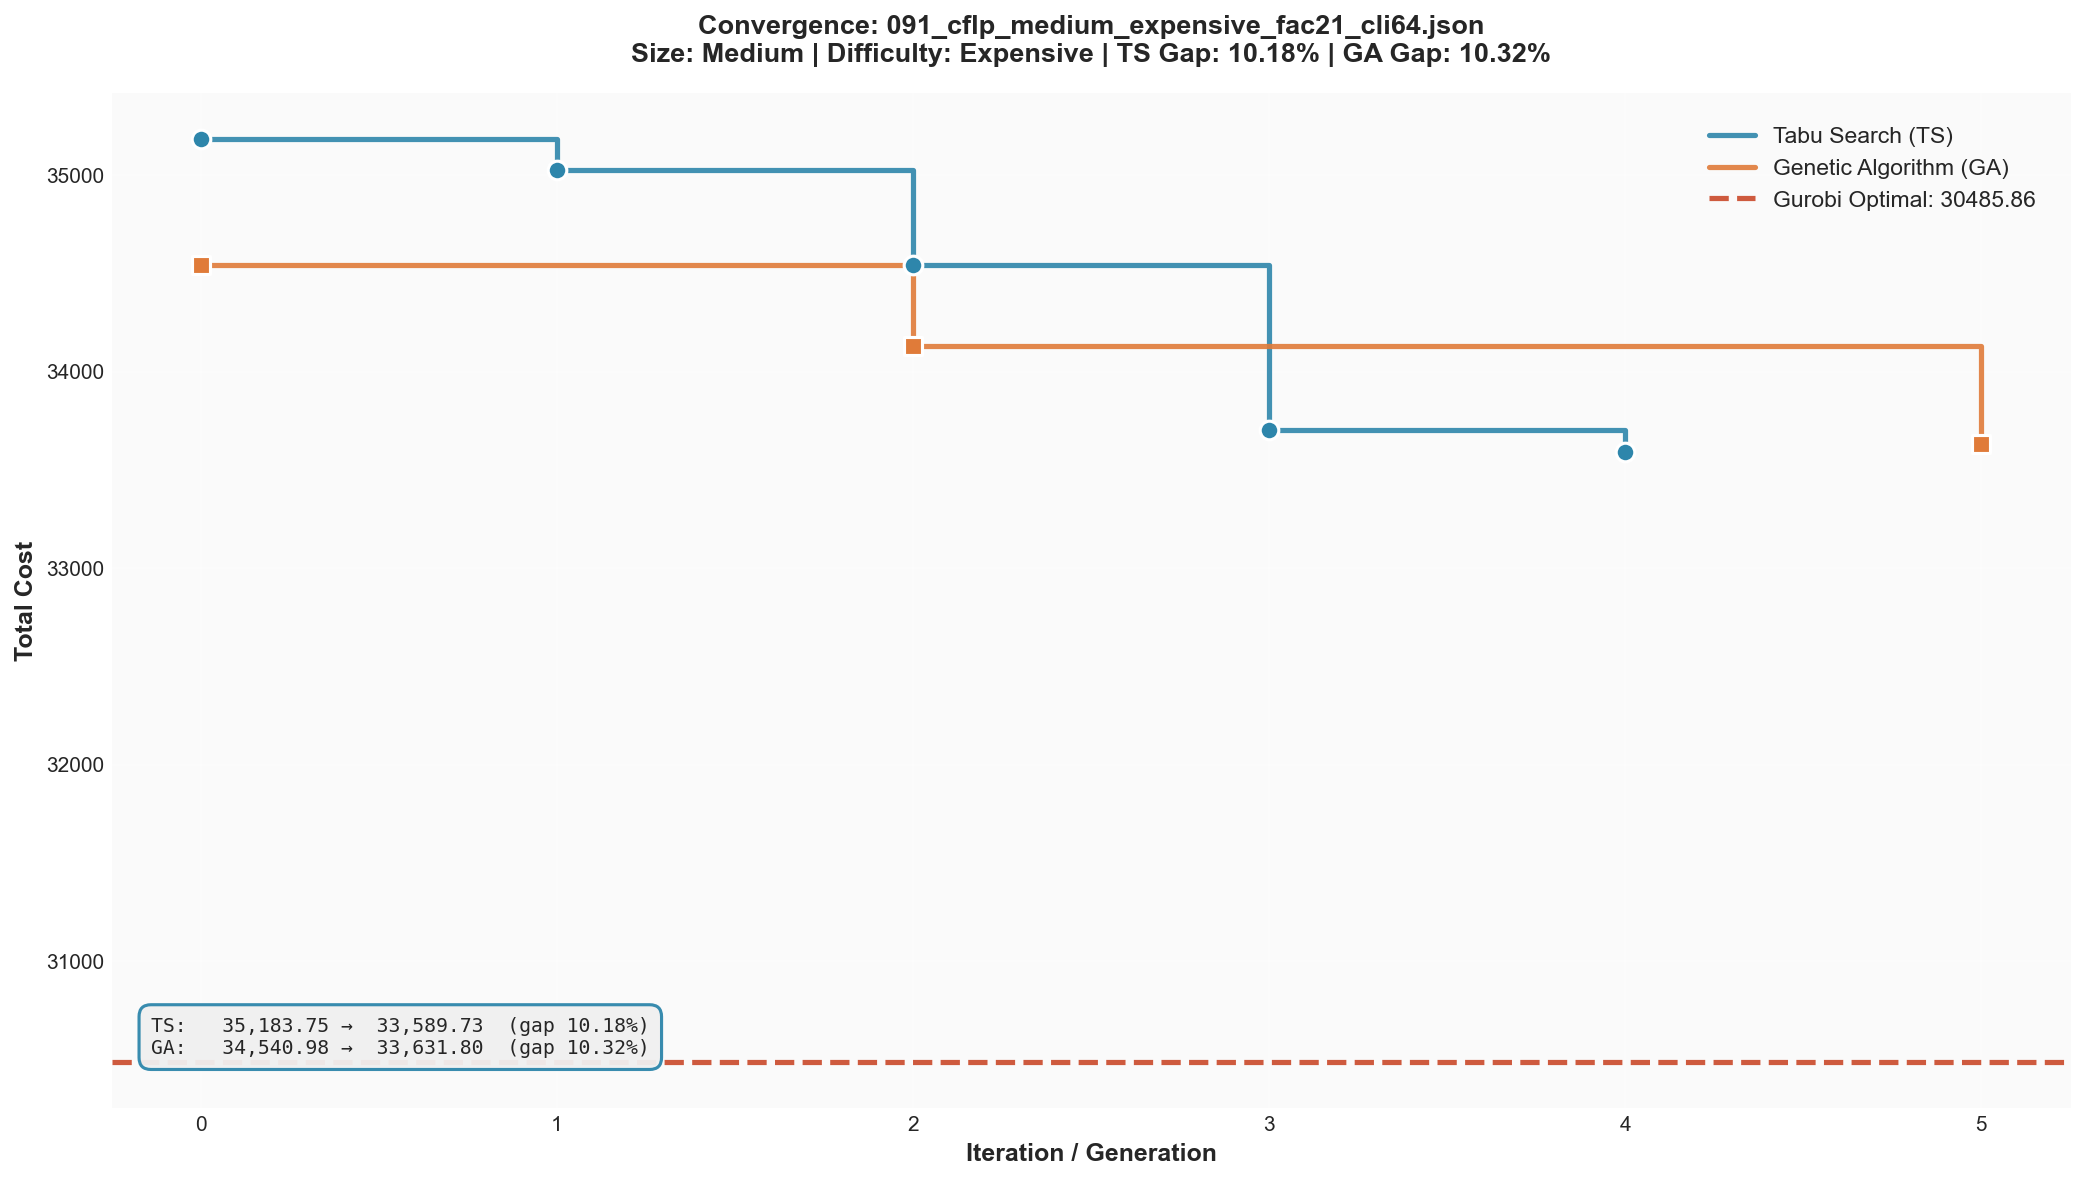 Convergence: 091_cflp_medium_expensive_fac21_cli64.json
Size: Medium | Difficulty: Expensive | TS Gap: 10.18% | GA Gap: 10.32%
Tabu Search (TS)
Genetic Algorithm (GA)
Gurobi Optimal: 30485.86
35000
34000
33000
32000
31000
Total Cost
TS:   35,183.75 →  33,589.73  (gap 10.18%)
GA:   34,540.98 →  33,631.80  (gap 10.32%)
0 1 2 3 4 5
Iteration / Generation